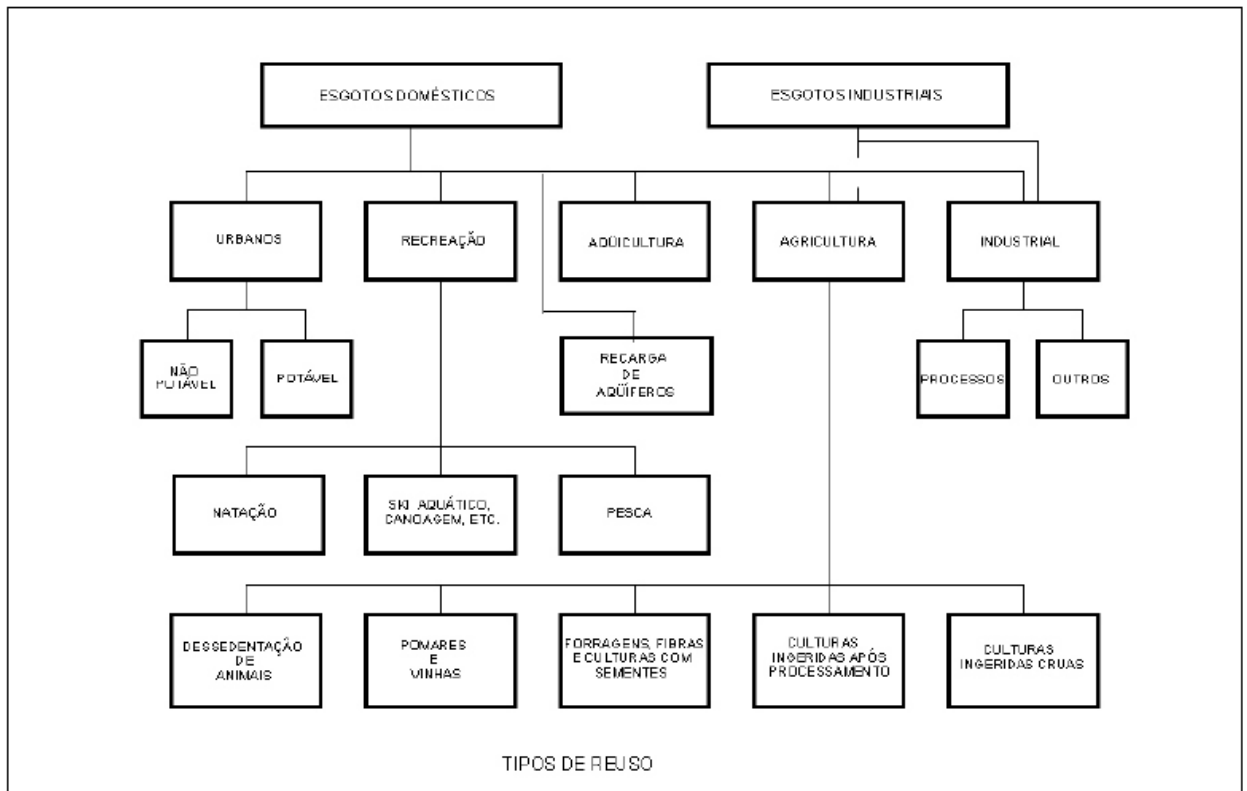 ESGOTOS DOMÉSTICOS
ESGOTOS INDUSTRIAIS
URBANOS
RECREAÇÃO
AQÜICULTURA
AGRICULTURA
INDUSTRIAL
NÃO
POTÁVEL
POTÁVEL
RECARGA
DE
AQÜÍFEROS
PROCESSOS
OUTROS
NATAÇÃO
SKI AQUÁTICO,
CANOAGEM, ETC.
PESCA
DESSEDENTAÇÃO
DE
ANIMAIS
POMARES
E
VINHAS
FORRAGENS, FIBRAS
E CULTURAS COM
SEMENTES
CULTURAS
INGERIDAS APÓS
PROCESSAMENTO
CULTURAS
INGERIDAS CRUAS
TIPOS DE REUSO